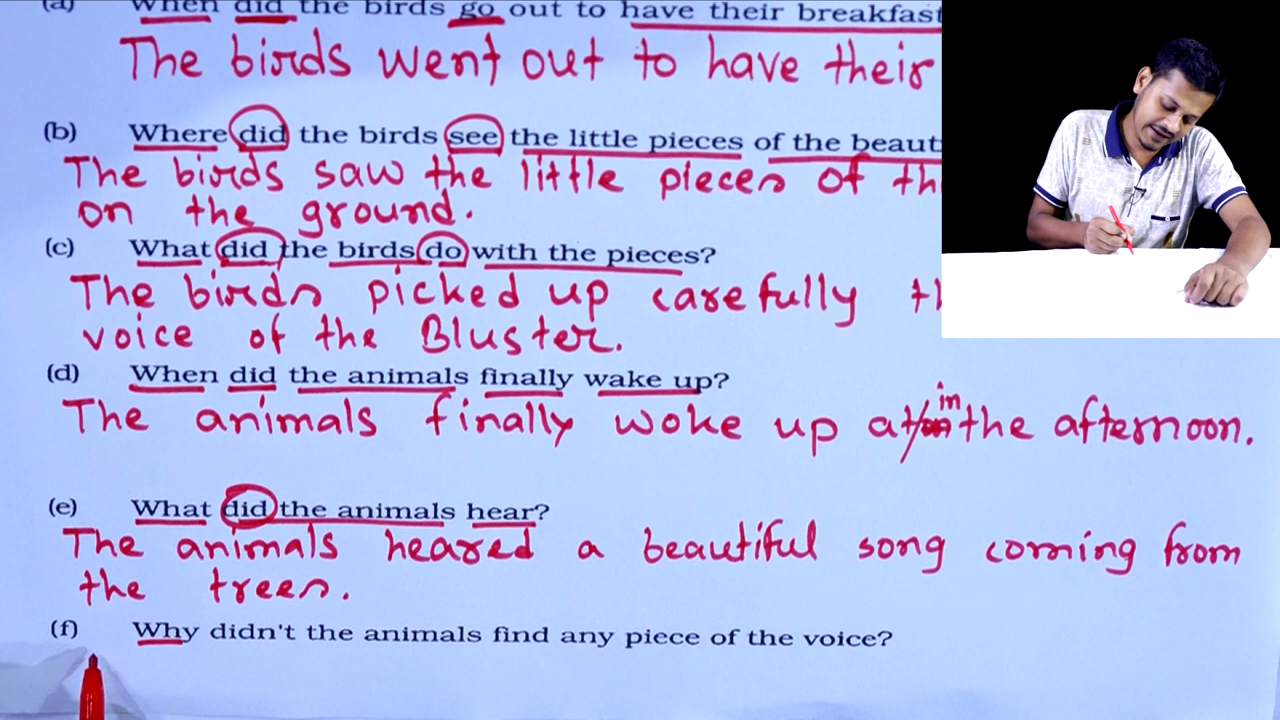 (a) When did the birds go out to have their breakfast
The birds went out to have their
(b) Where did the birds see the little pieces of the beaut
The birds saw the little pieces of th
on the ground.
(c) What did the birds do with the pieces?
The birds picked up carefully th
voice of the Bluster.
(d) When did the animals finally wake up?
in
The animals finally woke up at/ the afternoon.
(e) What did the animals hear?
The animals heared a beautiful song coming from
the trees.
(f) Why didn't the animals find any piece of the voice?